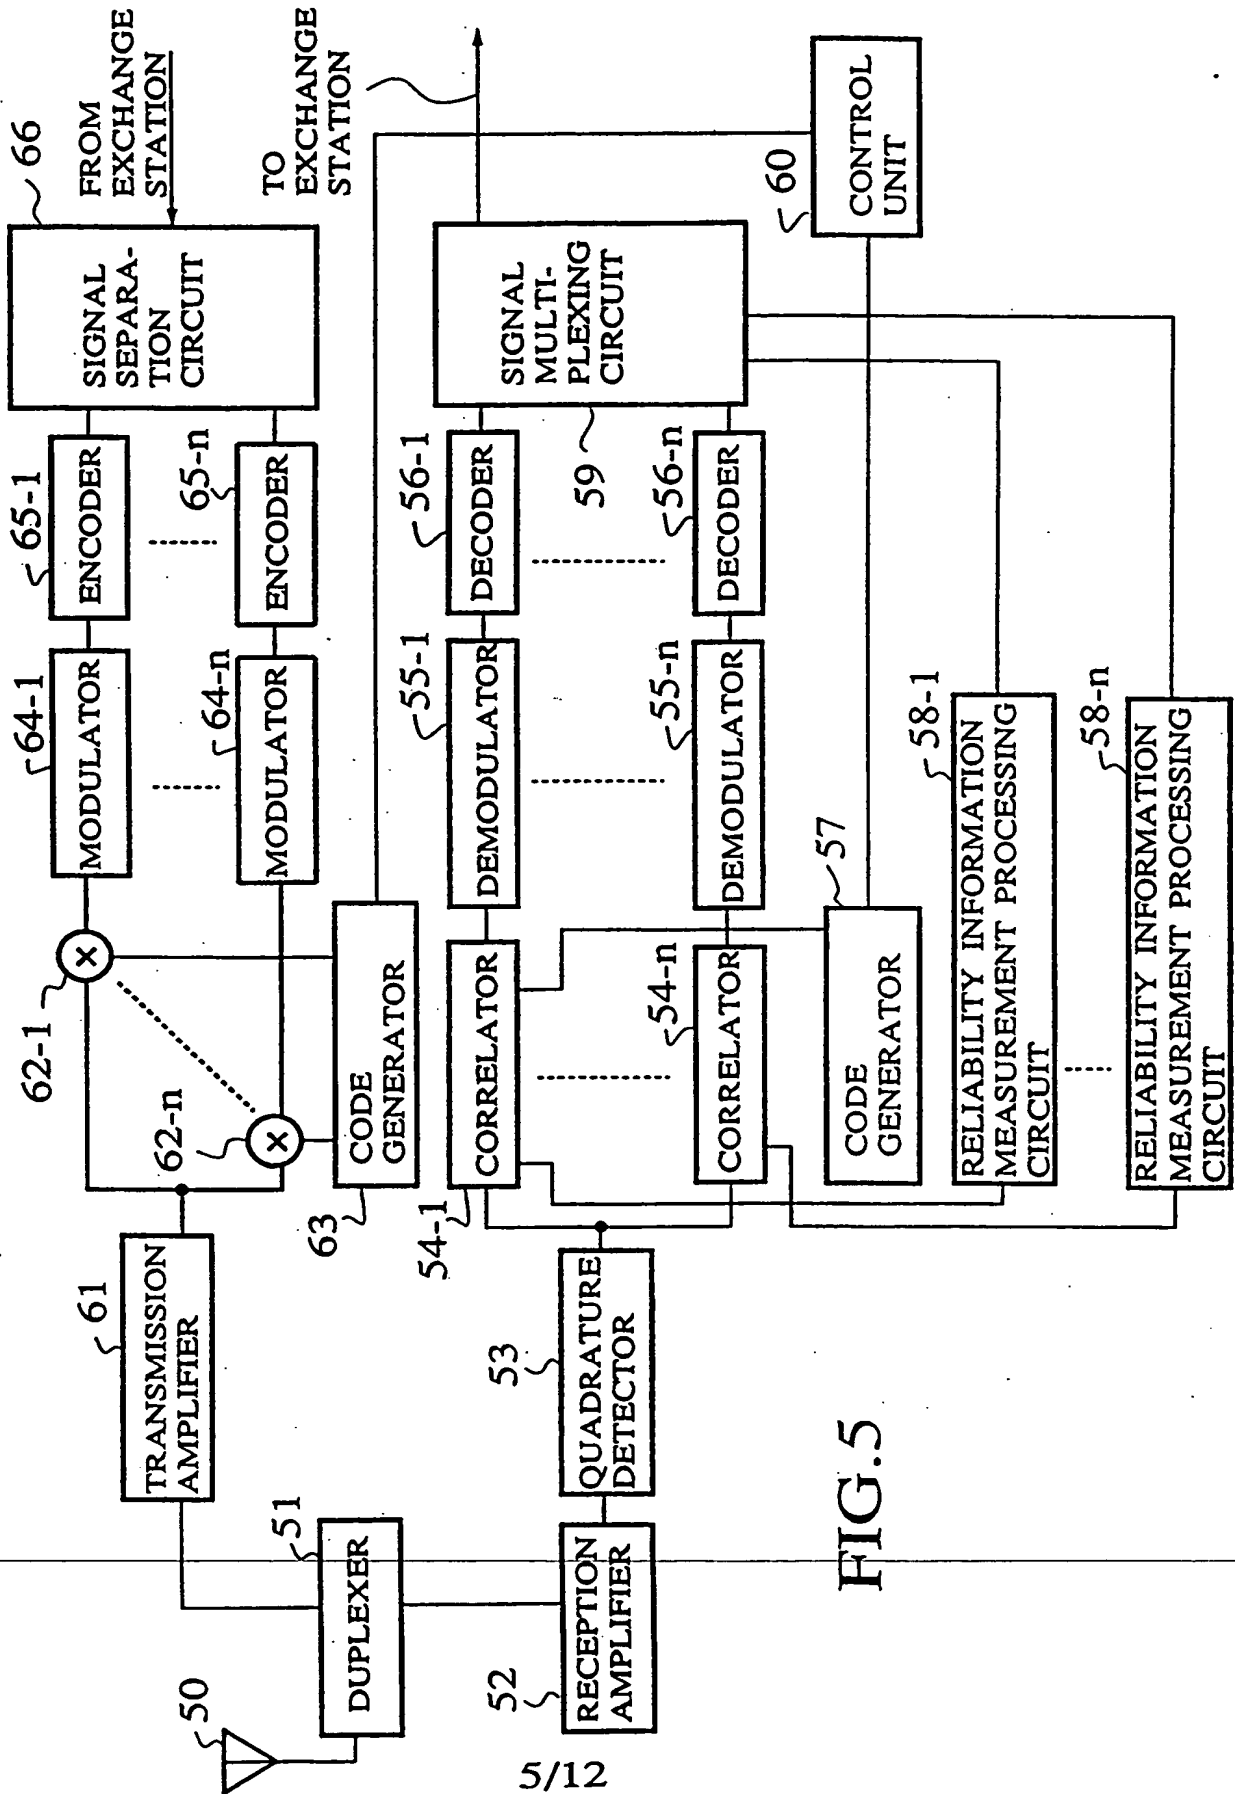 FROM
EXCHANGE
STATION
66
SIGNAL
SEPARA-
TION
CIRCUIT
65-1
ENCODER
65-n
ENCODER
64-1
MODULATOR
64-n
MODULATOR
62-1
×
62-n
×
CODE
GENERATOR
63
61
TRANSMISSION
AMPLIFIER
51
DUPLEXER
50
52
RECEPTION
AMPLIFIER
53
QUADRATURE
DETECTOR
54-1
CORRELATOR
54-n
CORRELATOR
55-1
DEMODULATOR
55-n
DEMODULATOR
56-1
DECODER
56-n
DECODER
59
SIGNAL
MULTI-
PLEXING
CIRCUIT
TO
EXCHANGE
STATION
57
CODE
GENERATOR
60
CONTROL
UNIT
58-1
RELIABILITY INFORMATION
MEASUREMENT PROCESSING
CIRCUIT
58-n
RELIABILITY INFORMATION
MEASUREMENT PROCESSING
CIRCUIT
FIG.5
5/12